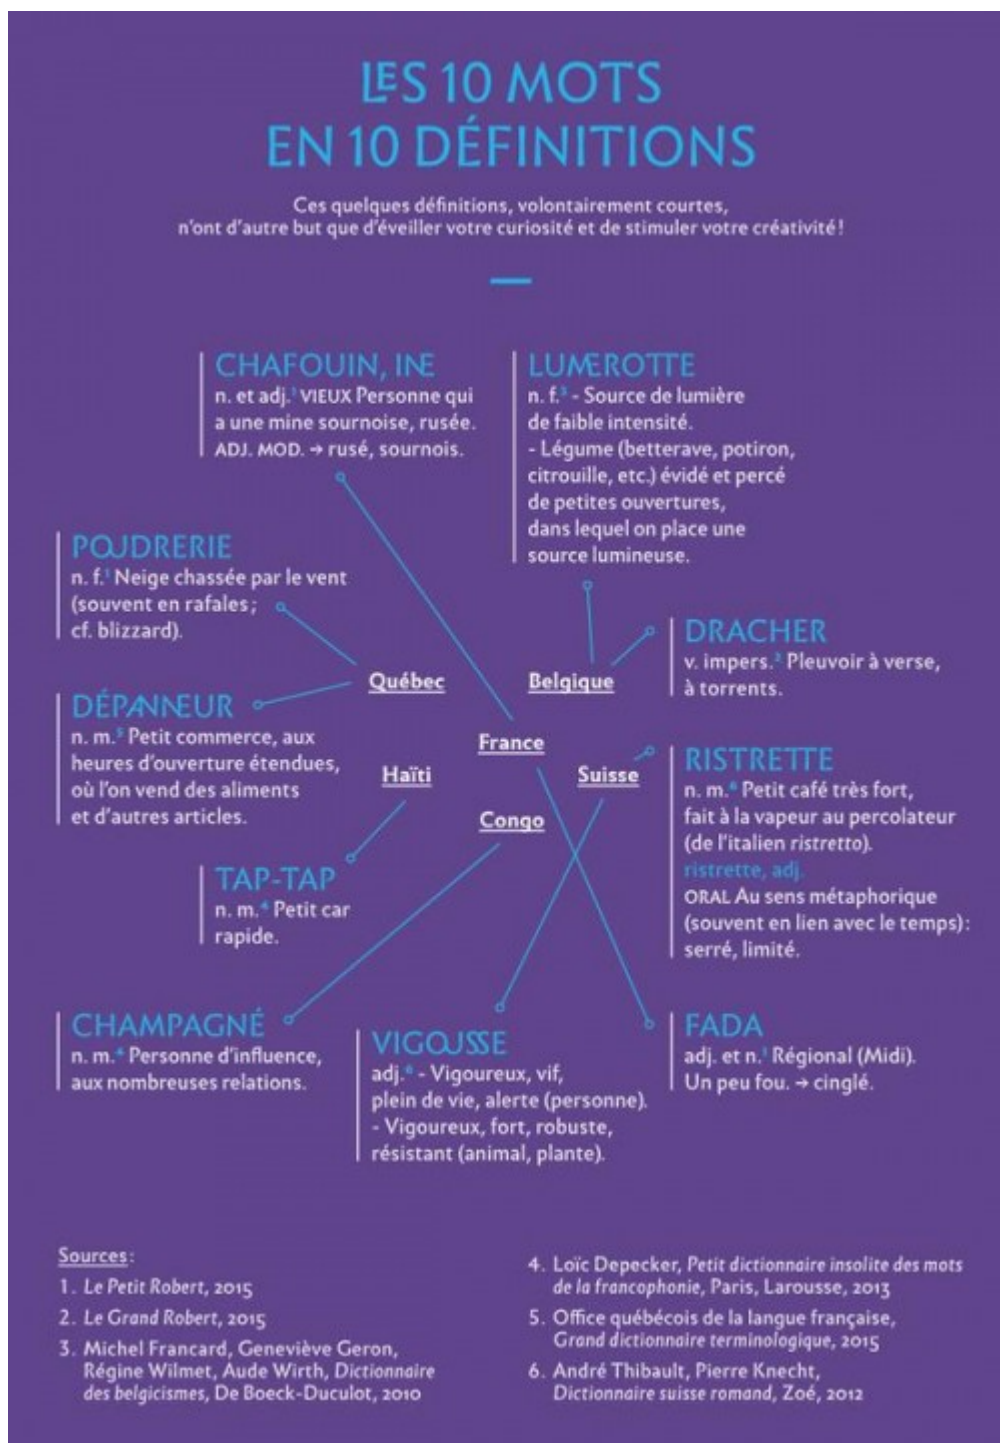 LES 10 MOTS
EN 10 DÉFINITIONS
Ces quelques définitions, volontairement courtes,
n'ont d'autre but que d'éveiller votre curiosité et de stimuler votre créativité !
CHAFOUIN, INE
n. et adj.¹ VIEUX Personne qui
a une mine sournoise, rusée.
ADJ. MOD. → rusé, sournois.
LUMEROTTE
n. f.³ - Source de lumière
de faible intensité.
- Légume (betterave, potiron,
citrouille, etc.) évidé et percé
de petites ouvertures,
dans lequel on place une
source lumineuse.
POUDRERIE
n. f.¹ Neige chassée par le vent
(souvent en rafales ;
cf. blizzard).
DRACHER
v. impers.² Pleuvoir à verse,
à torrents.
Québec
Belgique
DÉPANNEUR
n. m.⁵ Petit commerce, aux
heures d'ouverture étendues,
où l'on vend des aliments
et d'autres articles.
France
Haïti
Suisse
Congo
RISTRETTE
n. m.⁶ Petit café très fort,
fait à la vapeur au percolateur
(de l'italien ristretto).
ristrette, adj.
ORAL Au sens métaphorique
(souvent en lien avec le temps) :
serré, limité.
TAP-TAP
n. m.⁴ Petit car
rapide.
CHAMPAGNÉ
n. m.⁴ Personne d'influence,
aux nombreuses relations.
VIGOUSSE
adj.⁶ - Vigoureux, vif,
plein de vie, alerte (personne).
- Vigoureux, fort, robuste,
résistant (animal, plante).
FADA
adj. et n.¹ Régional (Midi).
Un peu fou. → cinglé.
Sources :
1. Le Petit Robert, 2015
2. Le Grand Robert, 2015
3. Michel Francard, Geneviève Geron,
Régine Wilmet, Aude Wirth, Dictionnaire
des belgicismes, De Boeck-Duculot, 2010
4. Loïc Depecker, Petit dictionnaire insolite des mots
de la francophonie, Paris, Larousse, 2013
5. Office québécois de la langue française,
Grand dictionnaire terminologique, 2015
6. André Thibault, Pierre Knecht,
Dictionnaire suisse romand, Zoé, 2012